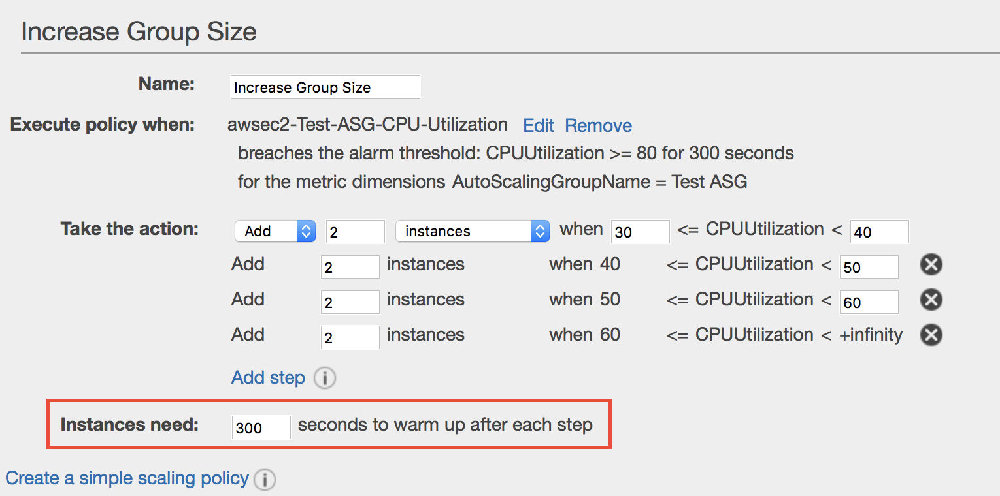 Increase Group Size
Name: Increase Group Size
Execute policy when: awsec2-Test-ASG-CPU-Utilization Edit Remove
breaches the alarm threshold: CPUUtilization >= 80 for 300 seconds
for the metric dimensions AutoScalingGroupName = Test ASG
Take the action: Add 2 instances when 30 <= CPUUtilization < 40
Add 2 instances when 40 <= CPUUtilization < 50
Add 2 instances when 50 <= CPUUtilization < 60
Add 2 instances when 60 <= CPUUtilization < +infinity
Add step i
Instances need: 300 seconds to warm up after each step
Create a simple scaling policy i